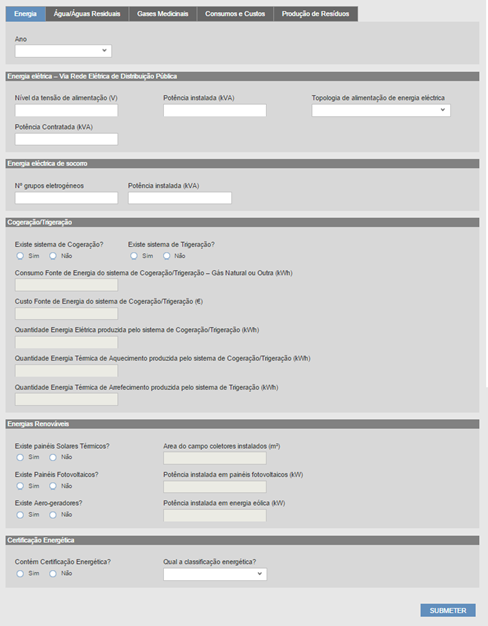 Energia Água/Águas Residuais Gases Medicinais Consumos e Custos Produção de Resíduos
Ano
Energia elétrica – Via Rede Elétrica de Distribuição Pública
Nível da tensão de alimentação (V) Potência instalada (kVA) Topologia de alimentação de energia eléctrica
Potência Contratada (kVA)
Energia eléctrica de socorro
Nº grupos eletrogéneos Potência instalada (kVA)
Cogeração/Trigeração
Existe sistema de Cogeração? Existe sistema de Trigeração?
Sim Não Sim Não
Consumo Fonte de Energia do sistema de Cogeração/Trigeração – Gás Natural ou Outra (kWh)
Custo Fonte de Energia do sistema de Cogeração/Trigeração (€)
Quantidade Energia Elétrica produzida pelo sistema de Cogeração/Trigeração (kWh)
Quantidade Energia Térmica de Aquecimento produzida pelo sistema de Cogeração/Trigeração (kWh)
Quantidade Energia Térmica de Arrefecimento produzida pelo sistema de Trigeração (kWh)
Energias Renováveis
Existe painéis Solares Térmicos? Area do campo coletores instalados (m²)
Sim Não
Existe Painéis Fotovoltaicos? Potência instalada em painéis fotovoltaicos (kW)
Sim Não
Existe Aero-geradores? Potência instalada em energia eólica (kW)
Sim Não
Certificação Energética
Contém Certificação Energética? Qual a classificação energética?
Sim Não
SUBMETER